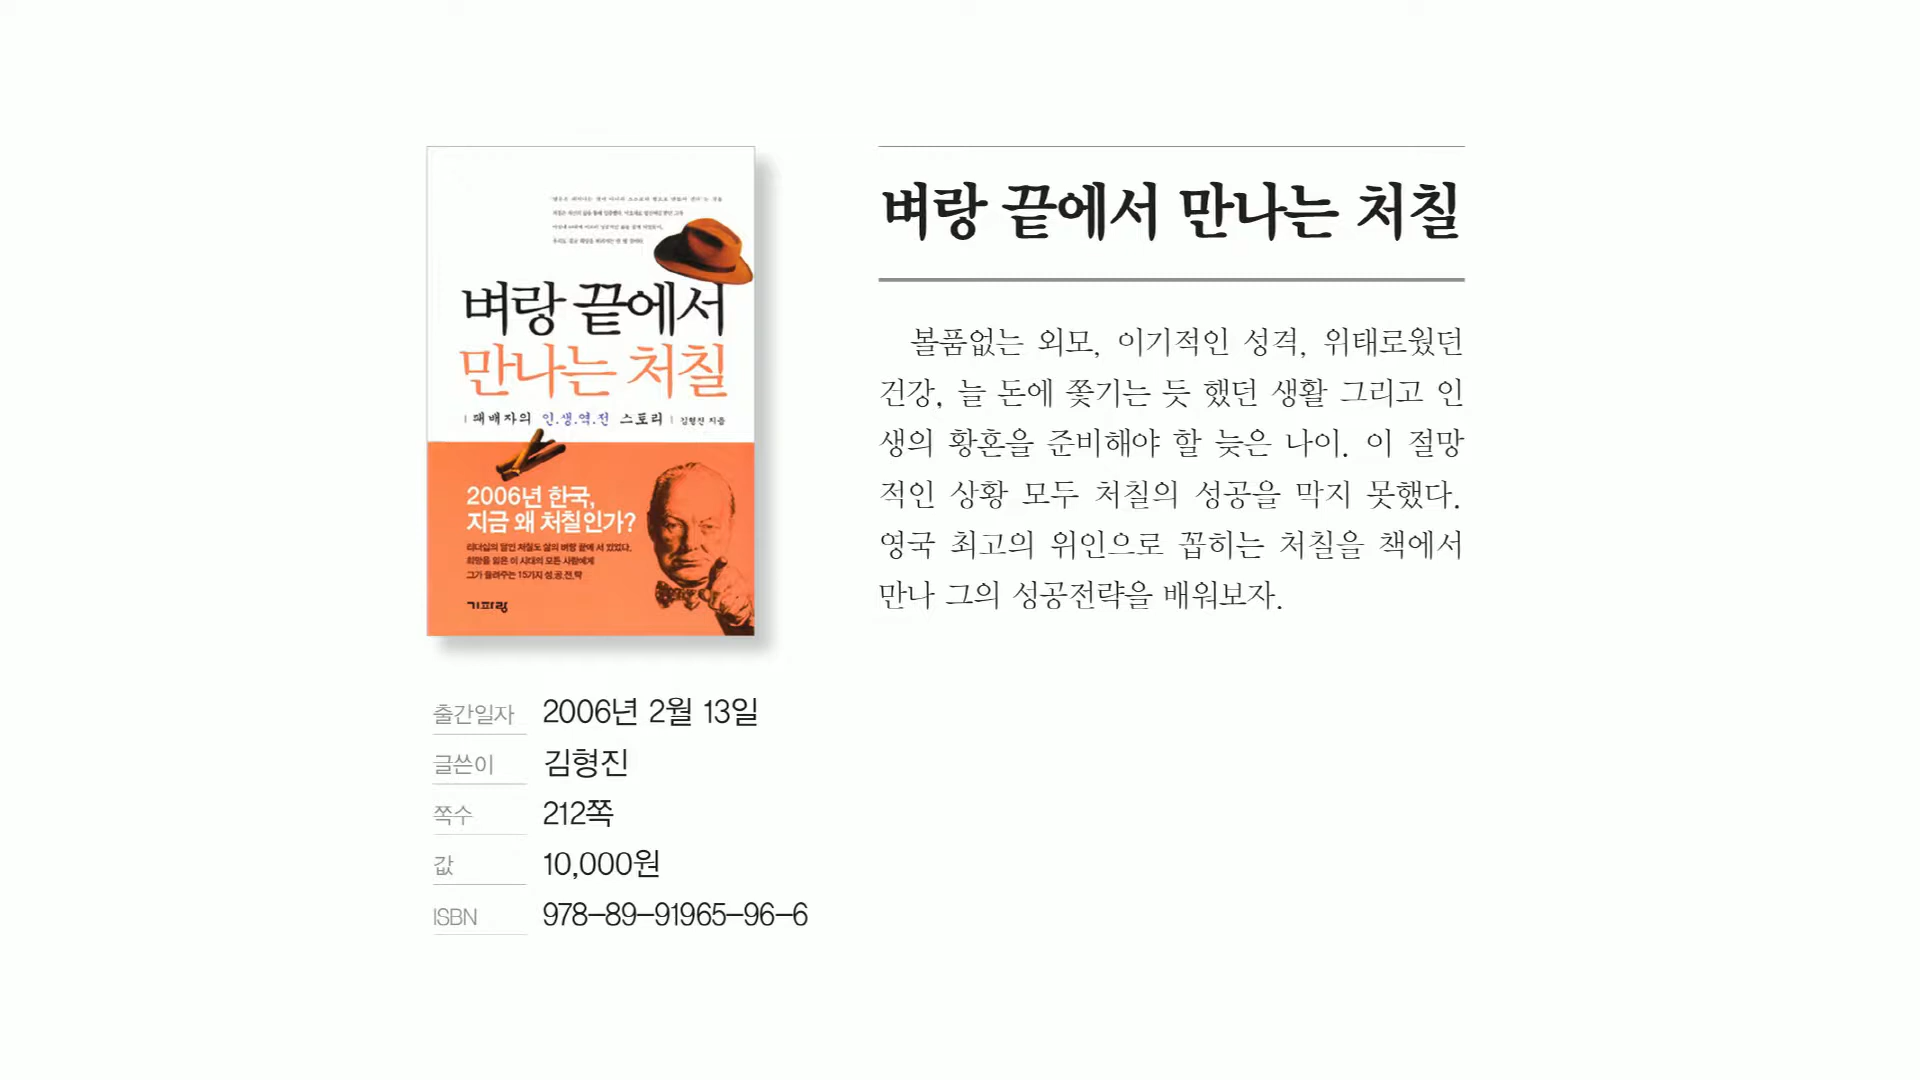 벼랑 끝에서
만나는 처칠
패배자의 인.생.역.전 스토리 김형진 지음
2006년 한국,
지금 왜 처칠인가?
리더십의 달인 처칠도 삶의 벼랑 끝에 서 있었다.
희망을 잃은 이 시대의 모든 사람에게
그가 들려주는 15가지 성.공.전.략
기파랑
출간일자 2006년 2월 13일
글쓴이 김형진
쪽수 212쪽
값 10,000원
ISBN 978-89-91965-96-6
벼랑 끝에서 만나는 처칠
볼품없는 외모, 이기적인 성격, 위태로웠던
건강, 늘 돈에 쫓기는 듯 했던 생활 그리고 인
생의 황혼을 준비해야 할 늦은 나이. 이 절망
적인 상황 모두 처칠의 성공을 막지 못했다.
영국 최고의 위인으로 꼽히는 처칠을 책에서
만나 그의 성공전략을 배워보자.